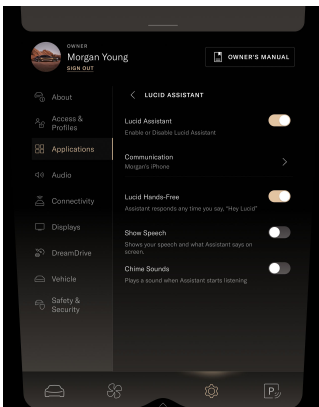 OWNER
Morgan Young
SIGN OUT
OWNER'S MANUAL
About
Access &
Profiles
Applications
Audio
Connectivity
Displays
DreamDrive
Vehicle
Safety &
Security
LUCID ASSISTANT
Lucid Assistant
Enable or Disable Lucid Assistant
Communication
Morgan's iPhone
Lucid Hands-Free
Assistant responds any time you say, "Hey Lucid"
Show Speech
Shows your speech and what Assistant says on
screen.
Chime Sounds
Plays a sound when Assistant starts listening
P